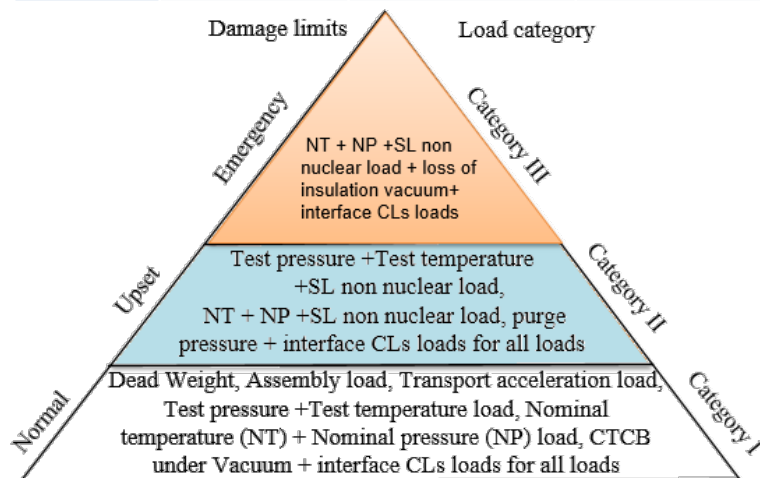 Damage limits
Load category
Emergency
Category III
NT + NP +SL non
nuclear load + loss of
insulation vacuum+
interface CLs loads
Upset
Category II
Test pressure +Test temperature
+SL non nuclear load,
NT + NP +SL non nuclear load, purge
pressure + interface CLs loads for all loads
Normal
Category I
Dead Weight, Assembly load, Transport acceleration load,
Test pressure +Test temperature load, Nominal
temperature (NT) + Nominal pressure (NP) load, CTCB
under Vacuum + interface CLs loads for all loads